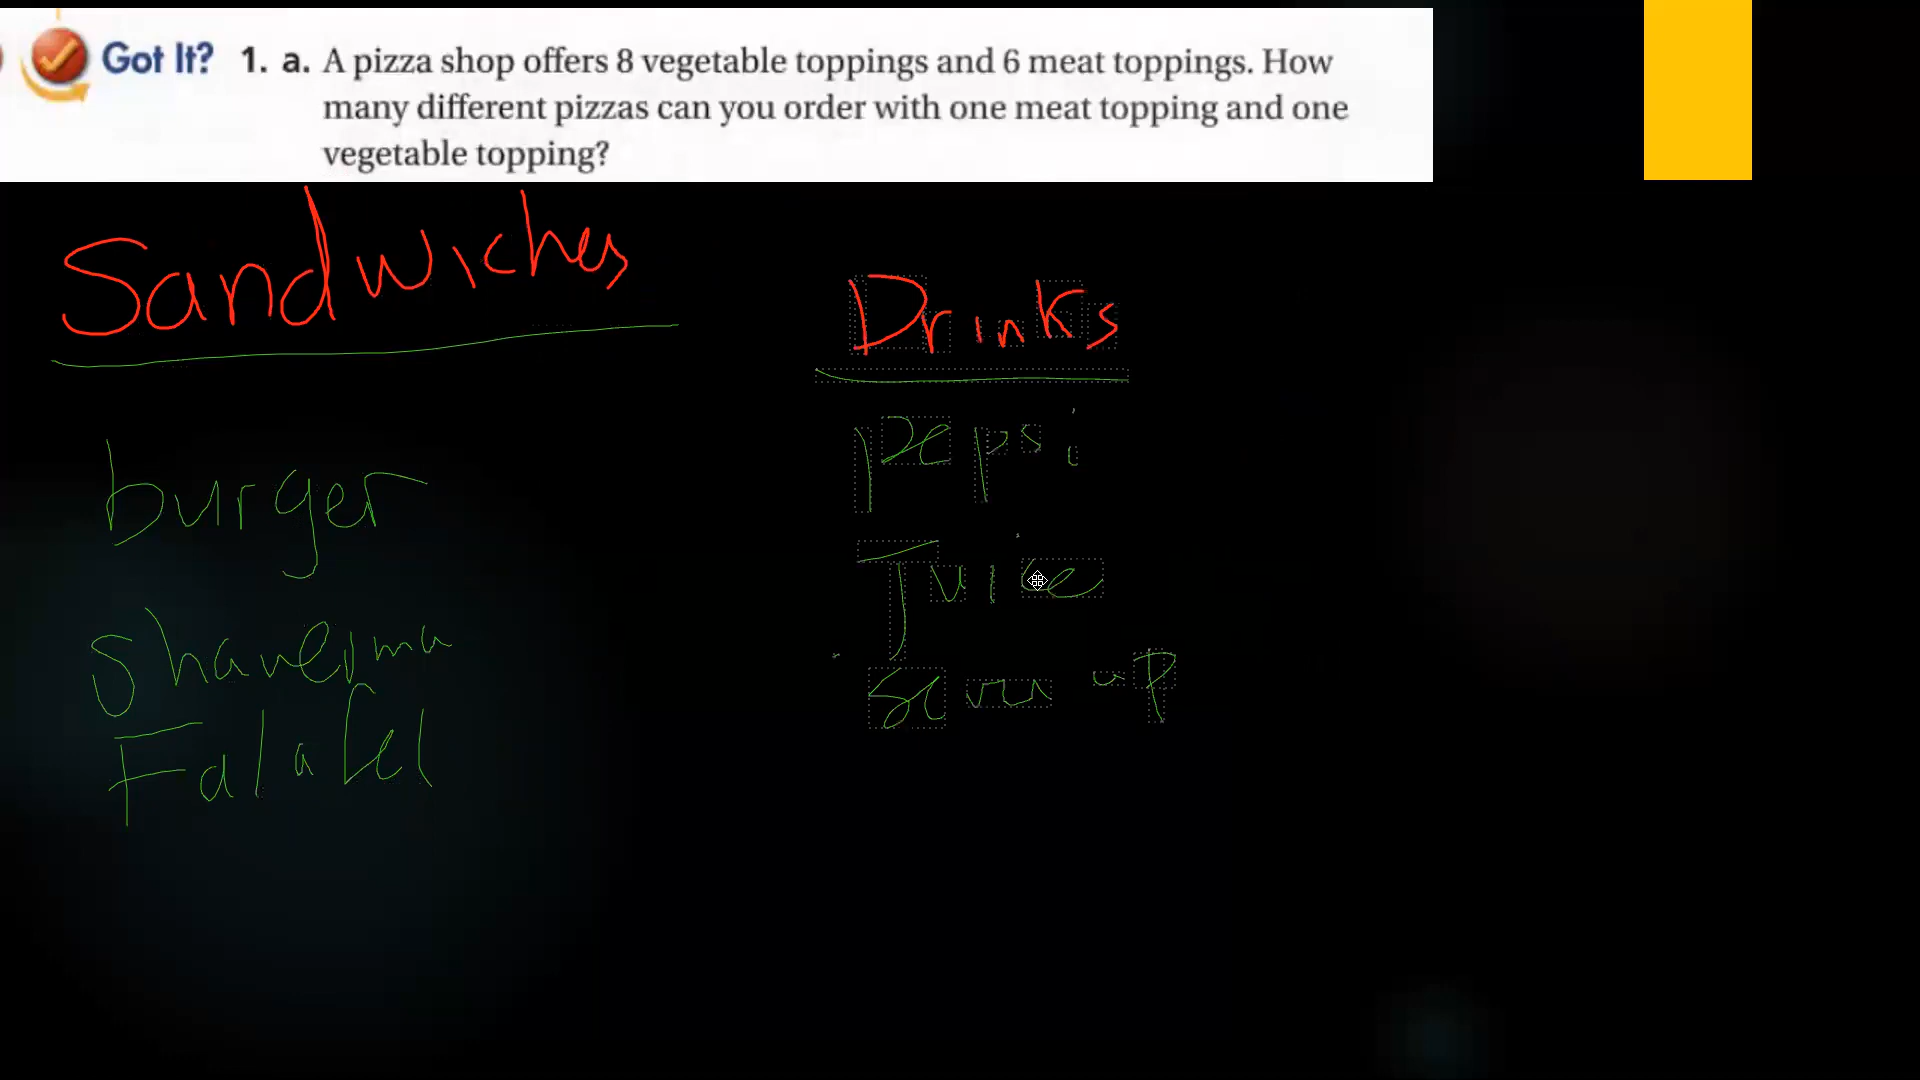 Got It? 1. a. A pizza shop offers 8 vegetable toppings and 6 meat toppings. How
many different pizzas can you order with one meat topping and one
vegetable topping?
Sandwiches
Drinks
burger
Pepsi
Juice
Falafel
up